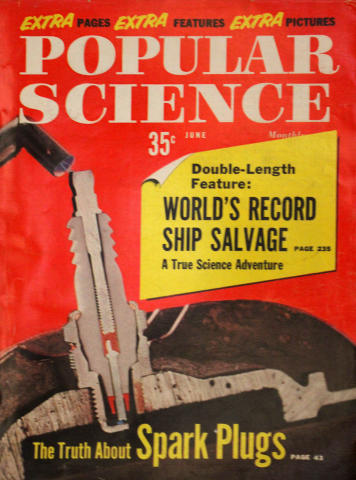 EXTRA PAGES EXTRA FEATURES EXTRA PICTURES
POPULAR
SCIENCE
35¢ JUNE Monthly
Double-Length
Feature:
WORLD'S RECORD
SHIP SALVAGE PAGE 235
A True Science Adventure
The Truth About Spark Plugs PAGE 43